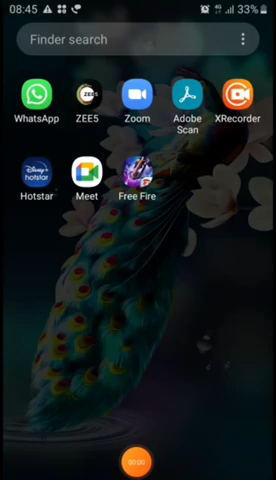 08:45
33%
Finder search
WhatsApp
ZEE5
Zoom
Adobe Scan
XRecorder
Disney+
hotstar
Hotstar
Meet
Free Fire
00:00